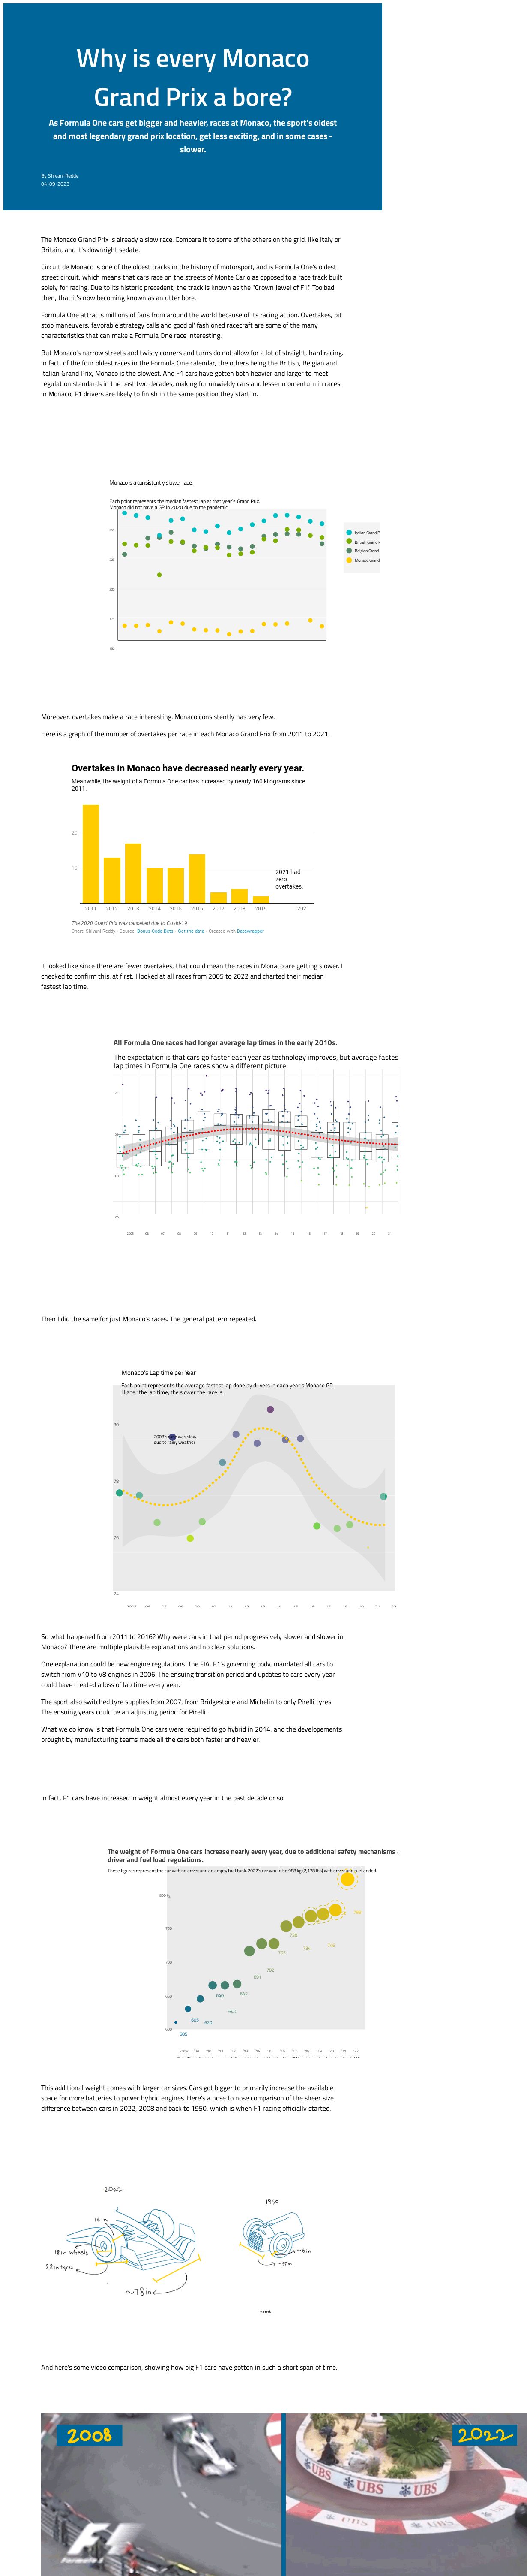 Why is every Monaco
Grand Prix a bore?
As Formula One cars get bigger and heavier, races at Monaco, the sport's oldest
and most legendary grand prix location, get less exciting, and in some cases -
slower.
By Shivani Reddy
04-09-2023
The Monaco Grand Prix is already a slow race. Compare it to some of the others on the grid, like Italy or
Britain, and it's downright sedate.
Circuit de Monaco is one of the oldest tracks in the history of motorsport, and is Formula One's oldest
street circuit, which means that cars race on the streets of Monte Carlo as opposed to a race track built
solely for racing. Due to its historic precedent, the track is known as the "Crown Jewel of F1." Too bad
then, that it's now becoming known as an utter bore.
Formula One attracts millions of fans from around the world because of its racing action. Overtakes, pit
stop maneuvers, favorable strategy calls and good ol' fashioned racecraft are some of the many
characteristics that can make a Formula One race interesting.
But Monaco's narrow streets and twisty corners and turns do not allow for a lot of straight, hard racing.
In fact, of the four oldest races in the Formula One calendar, the others being the British, Belgian and
Italian Grand Prix, Monaco is the slowest. And F1 cars have gotten both heavier and larger to meet
regulation standards in the past two decades, making for unwieldy cars and lesser momentum in races.
In Monaco, F1 drivers are likely to finish in the same position they start in.
Monaco is a consistently slower race.
Each point represents the median fastest lap at that year's Grand Prix.
Monaco did not have a GP in 2020 due to the pandemic.
Italian Grand P
British Grand P
Belgian Grand
Monaco Grand
Moreover, overtakes make a race interesting. Monaco consistently has very few.
Here is a graph of the number of overtakes per race in each Monaco Grand Prix from 2011 to 2021.
Overtakes in Monaco have decreased nearly every year.
Meanwhile, the weight of a Formula One car has increased by nearly 160 kilograms since
2011.
20
10
2021 had
zero
overtakes.
2011 2012 2013 2014 2015 2016 2017 2018 2019 2021
The 2020 Grand Prix was cancelled due to Covid-19.
Chart: Shivani Reddy • Source: Bonus Code Bets • Get the data • Created with Datawrapper
It looked like since there are fewer overtakes, that could mean the races in Monaco are getting slower. I
checked to confirm this: at first, I looked at all races from 2005 to 2022 and charted their median
fastest lap time.
All Formula One races had longer average lap times in the early 2010s.
The expectation is that cars go faster each year as technology improves, but average fastes
lap times in Formula One races show a different picture.
Then I did the same for just Monaco's races. The general pattern repeated.
Monaco's Lap time per Year
Each point represents the average fastest lap done by drivers in each year's Monaco GP.
Higher the lap time, the slower the race is.
80
2008's was slow
due to rainy weather
78
76
74
So what happened from 2011 to 2016? Why were cars in that period progressively slower and slower in
Monaco? There are multiple plausible explanations and no clear solutions.
One explanation could be new engine regulations. The FIA, F1's governing body, mandated all cars to
switch from V10 to V8 engines in 2006. The ensuing transition period and updates to cars every year
could have created a loss of lap time every year.
The sport also switched tyre supplies from 2007, from Bridgestone and Michelin to only Pirelli tyres.
The ensuing years could be an adjusting period for Pirelli.
What we do know is that Formula One cars were required to go hybrid in 2014, and the developments
brought by manufacturing teams made all the cars both faster and heavier.
In fact, F1 cars have increased in weight almost every year in the past decade or so.
The weight of Formula One cars increase nearly every year, due to additional safety mechanisms
driver and fuel load regulations.
These figures represent the car with no driver and an empty fuel tank. 2022's car would be 988 kg (2,178 lbs) with driver and fuel added.
800 kg
750
700
650
600
580 605 620 640 640 642 691 702 728 734 746
2008 '09 '10 '11 '12 '13 '14 '15 '16 '17 '18 '19 '20 '21 '22
This additional weight comes with larger car sizes. Cars got bigger to primarily increase the available
space for more batteries to power hybrid engines. Here's a nose to nose comparison of the sheer size
difference between cars in 2022, 2008 and back to 1950, which is when F1 racing officially started.
2022
16 in
18 in wheels
28 in tyres
~78 in
1950
~6 in
And here's some video comparison, showing how big F1 cars have gotten in such a short span of time.
2008
2022
UBS
UBS
UBS
F1